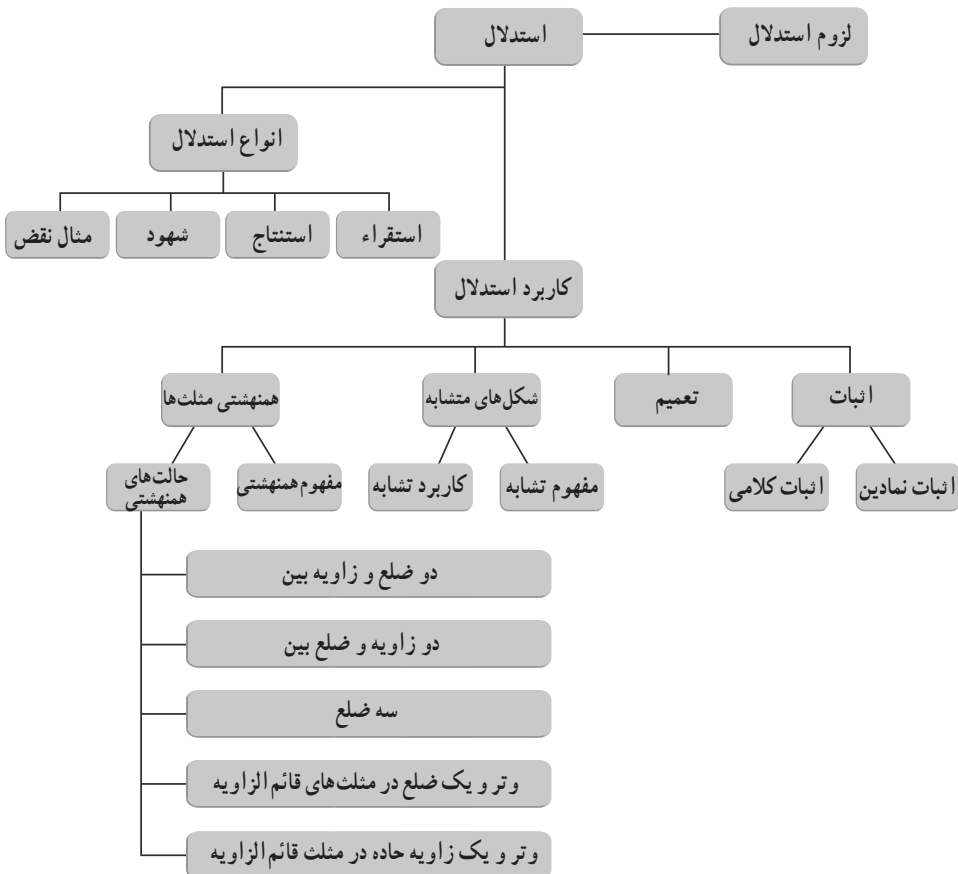 لزوم استدلال
استدلال
انواع استدلال
استقراء
استنتاج
شهود
مثال نقض
کاربرد استدلال
اثبات
تعمیم
شکل‌های متشابه
همنهشتی مثلث‌ها
اثبات نمادین
اثبات کلامی
مفهوم تشابه
کاربرد تشابه
مفهوم همنهشتی
حالت‌های
همنهشتی
دو ضلع و زاویه بین
دو زاویه و ضلع بین
سه ضلع
وتر و یک ضلع در مثلث‌های قائم الزاویه
وتر و یک زاویه حاده در مثلث قائم الزاویه